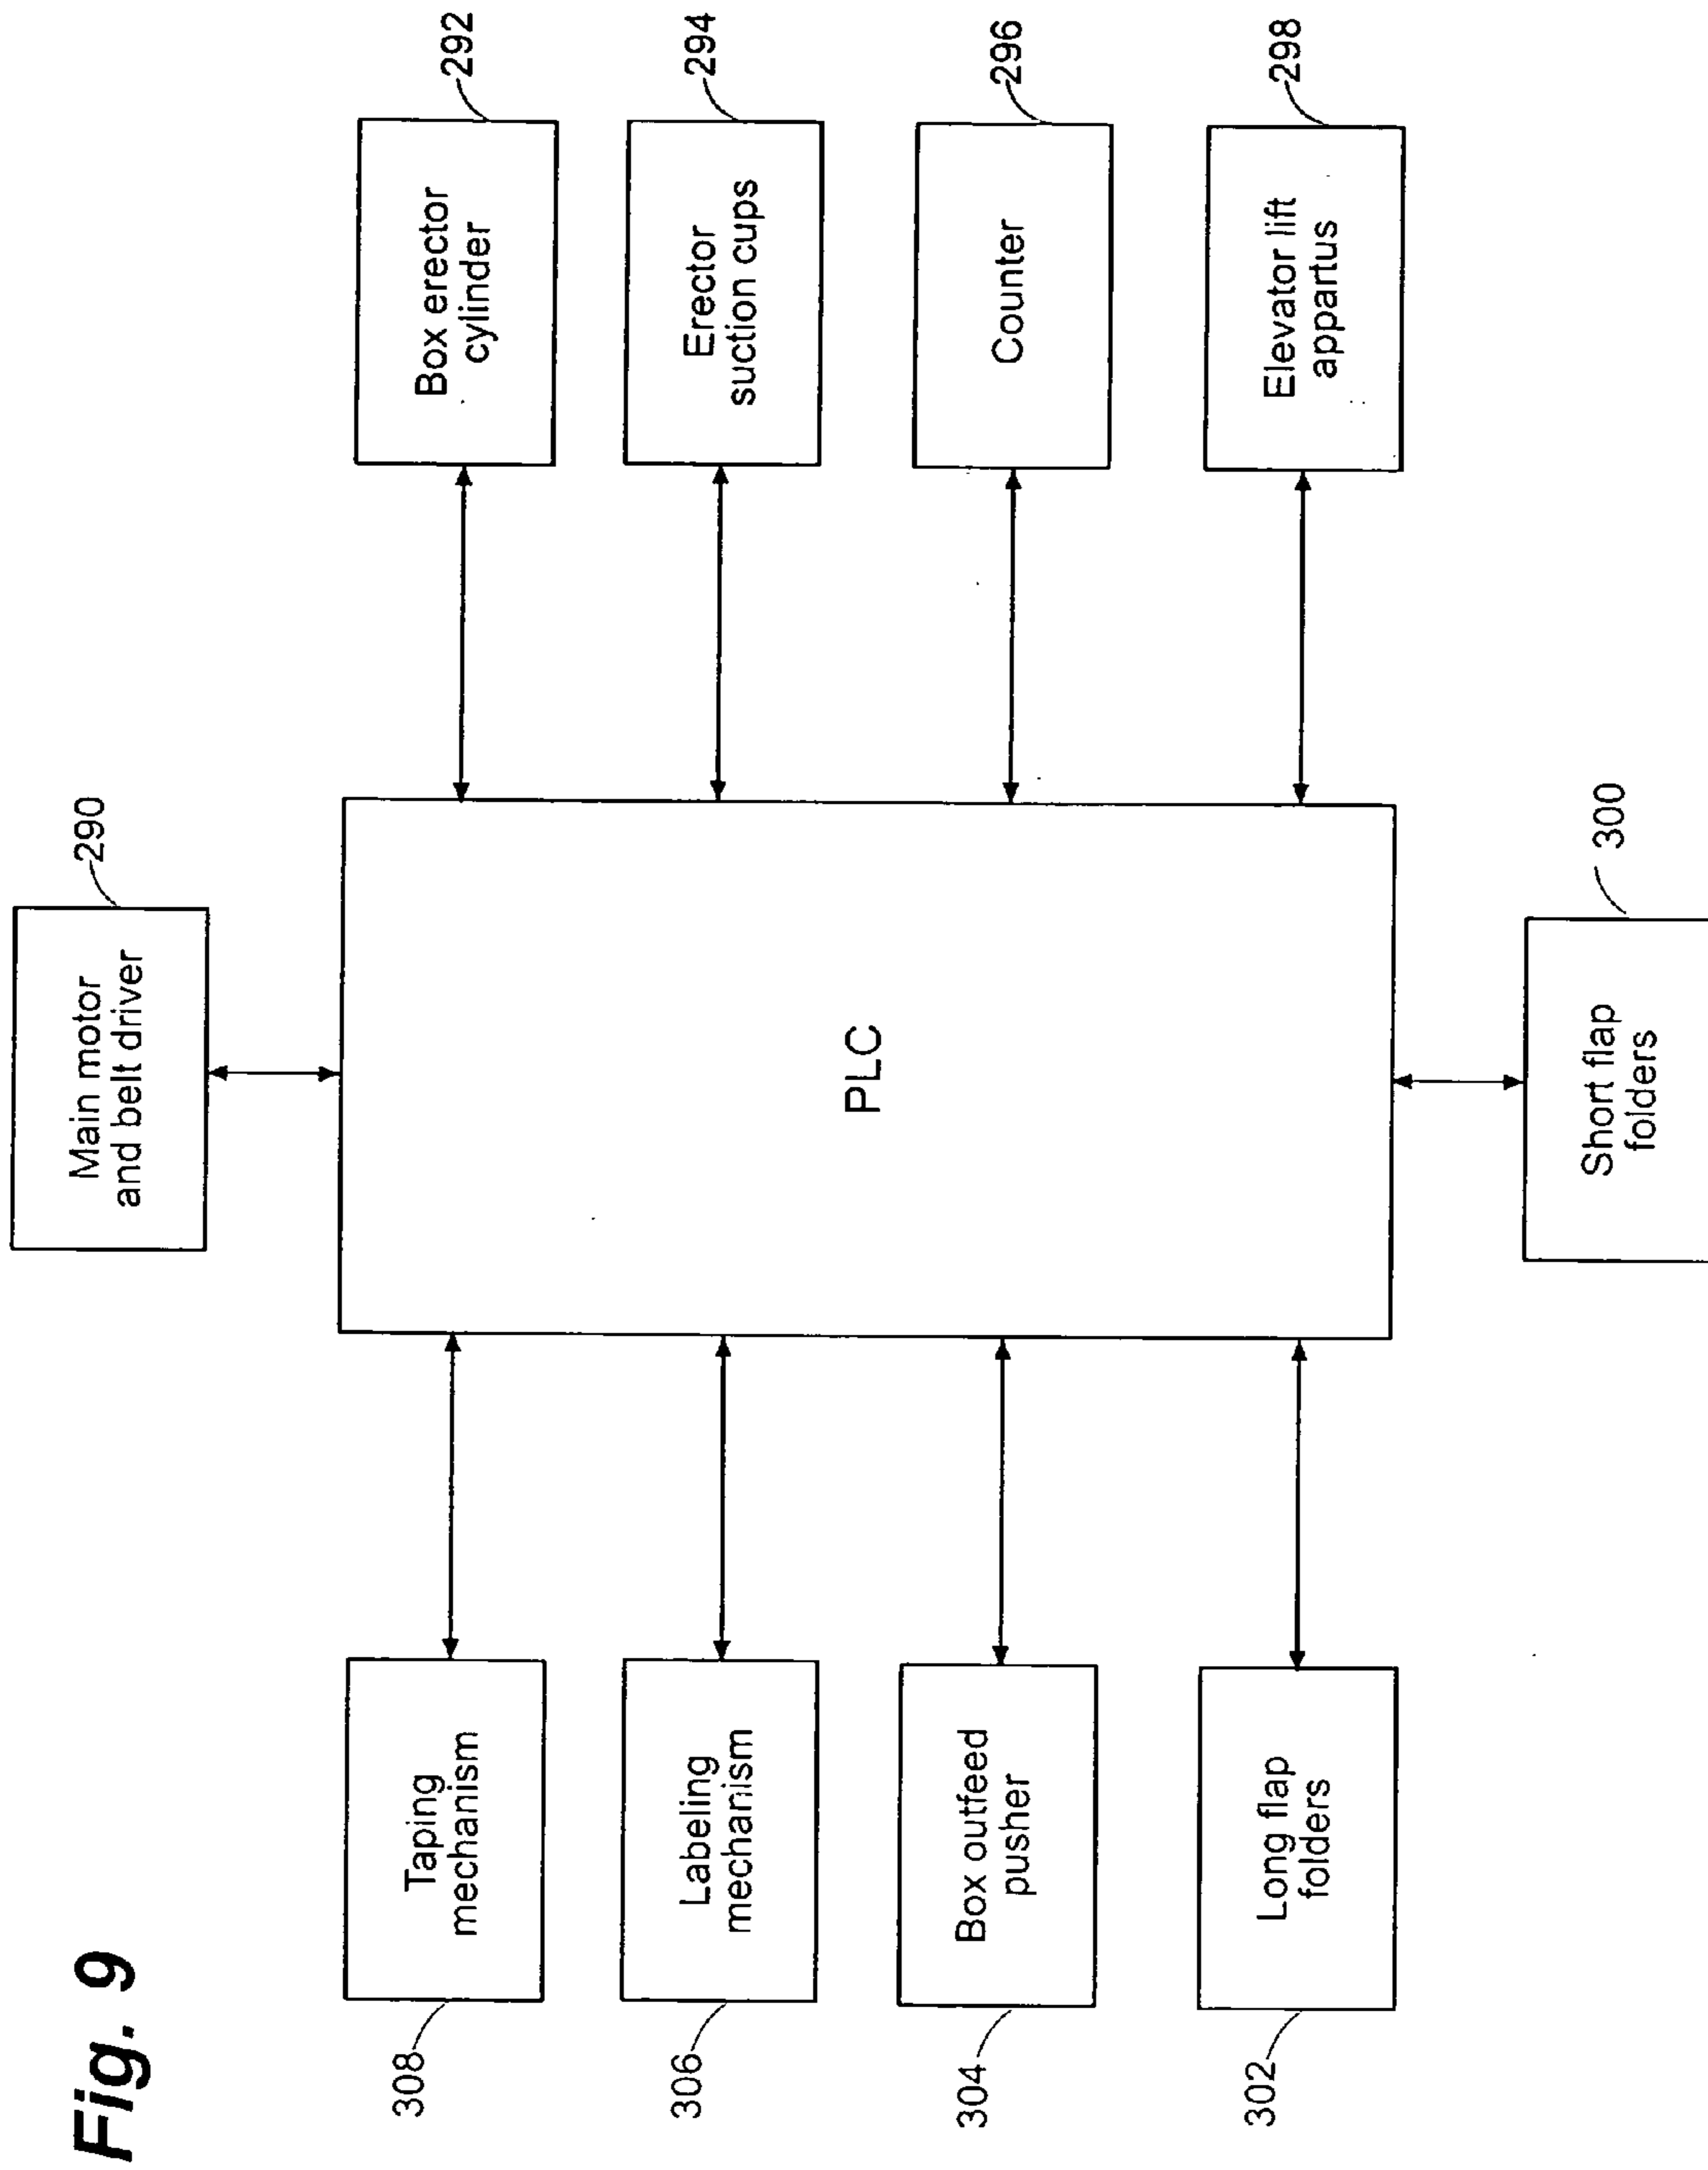 Fig. 9
Main motor
and belt driver
290
Taping
mechanism
308
Labeling
mechanism
306
Box outfeed
pusher
304
Long flap
folders
302
PLC
Box erector
cylinder
292
Erector
suction cups
294
Counter
296
Elevator lift
appartus
298
Short flap
folders
300